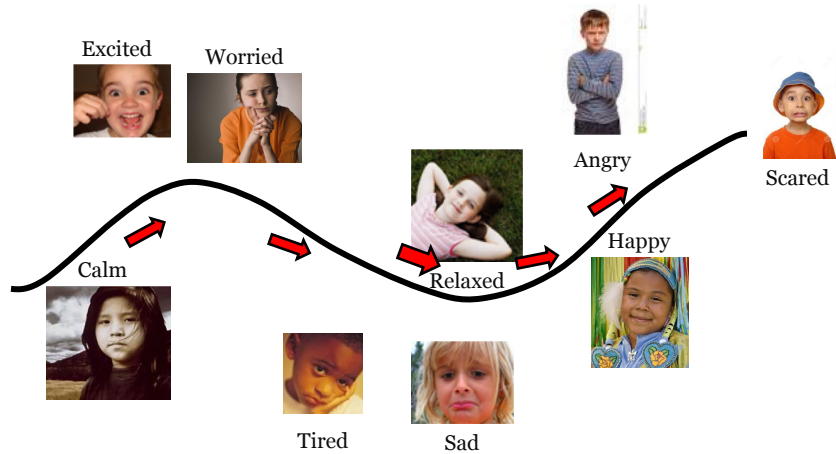 Excited
Worried
Angry
Scared
Happy
Calm
Relaxed
Tired
Sad